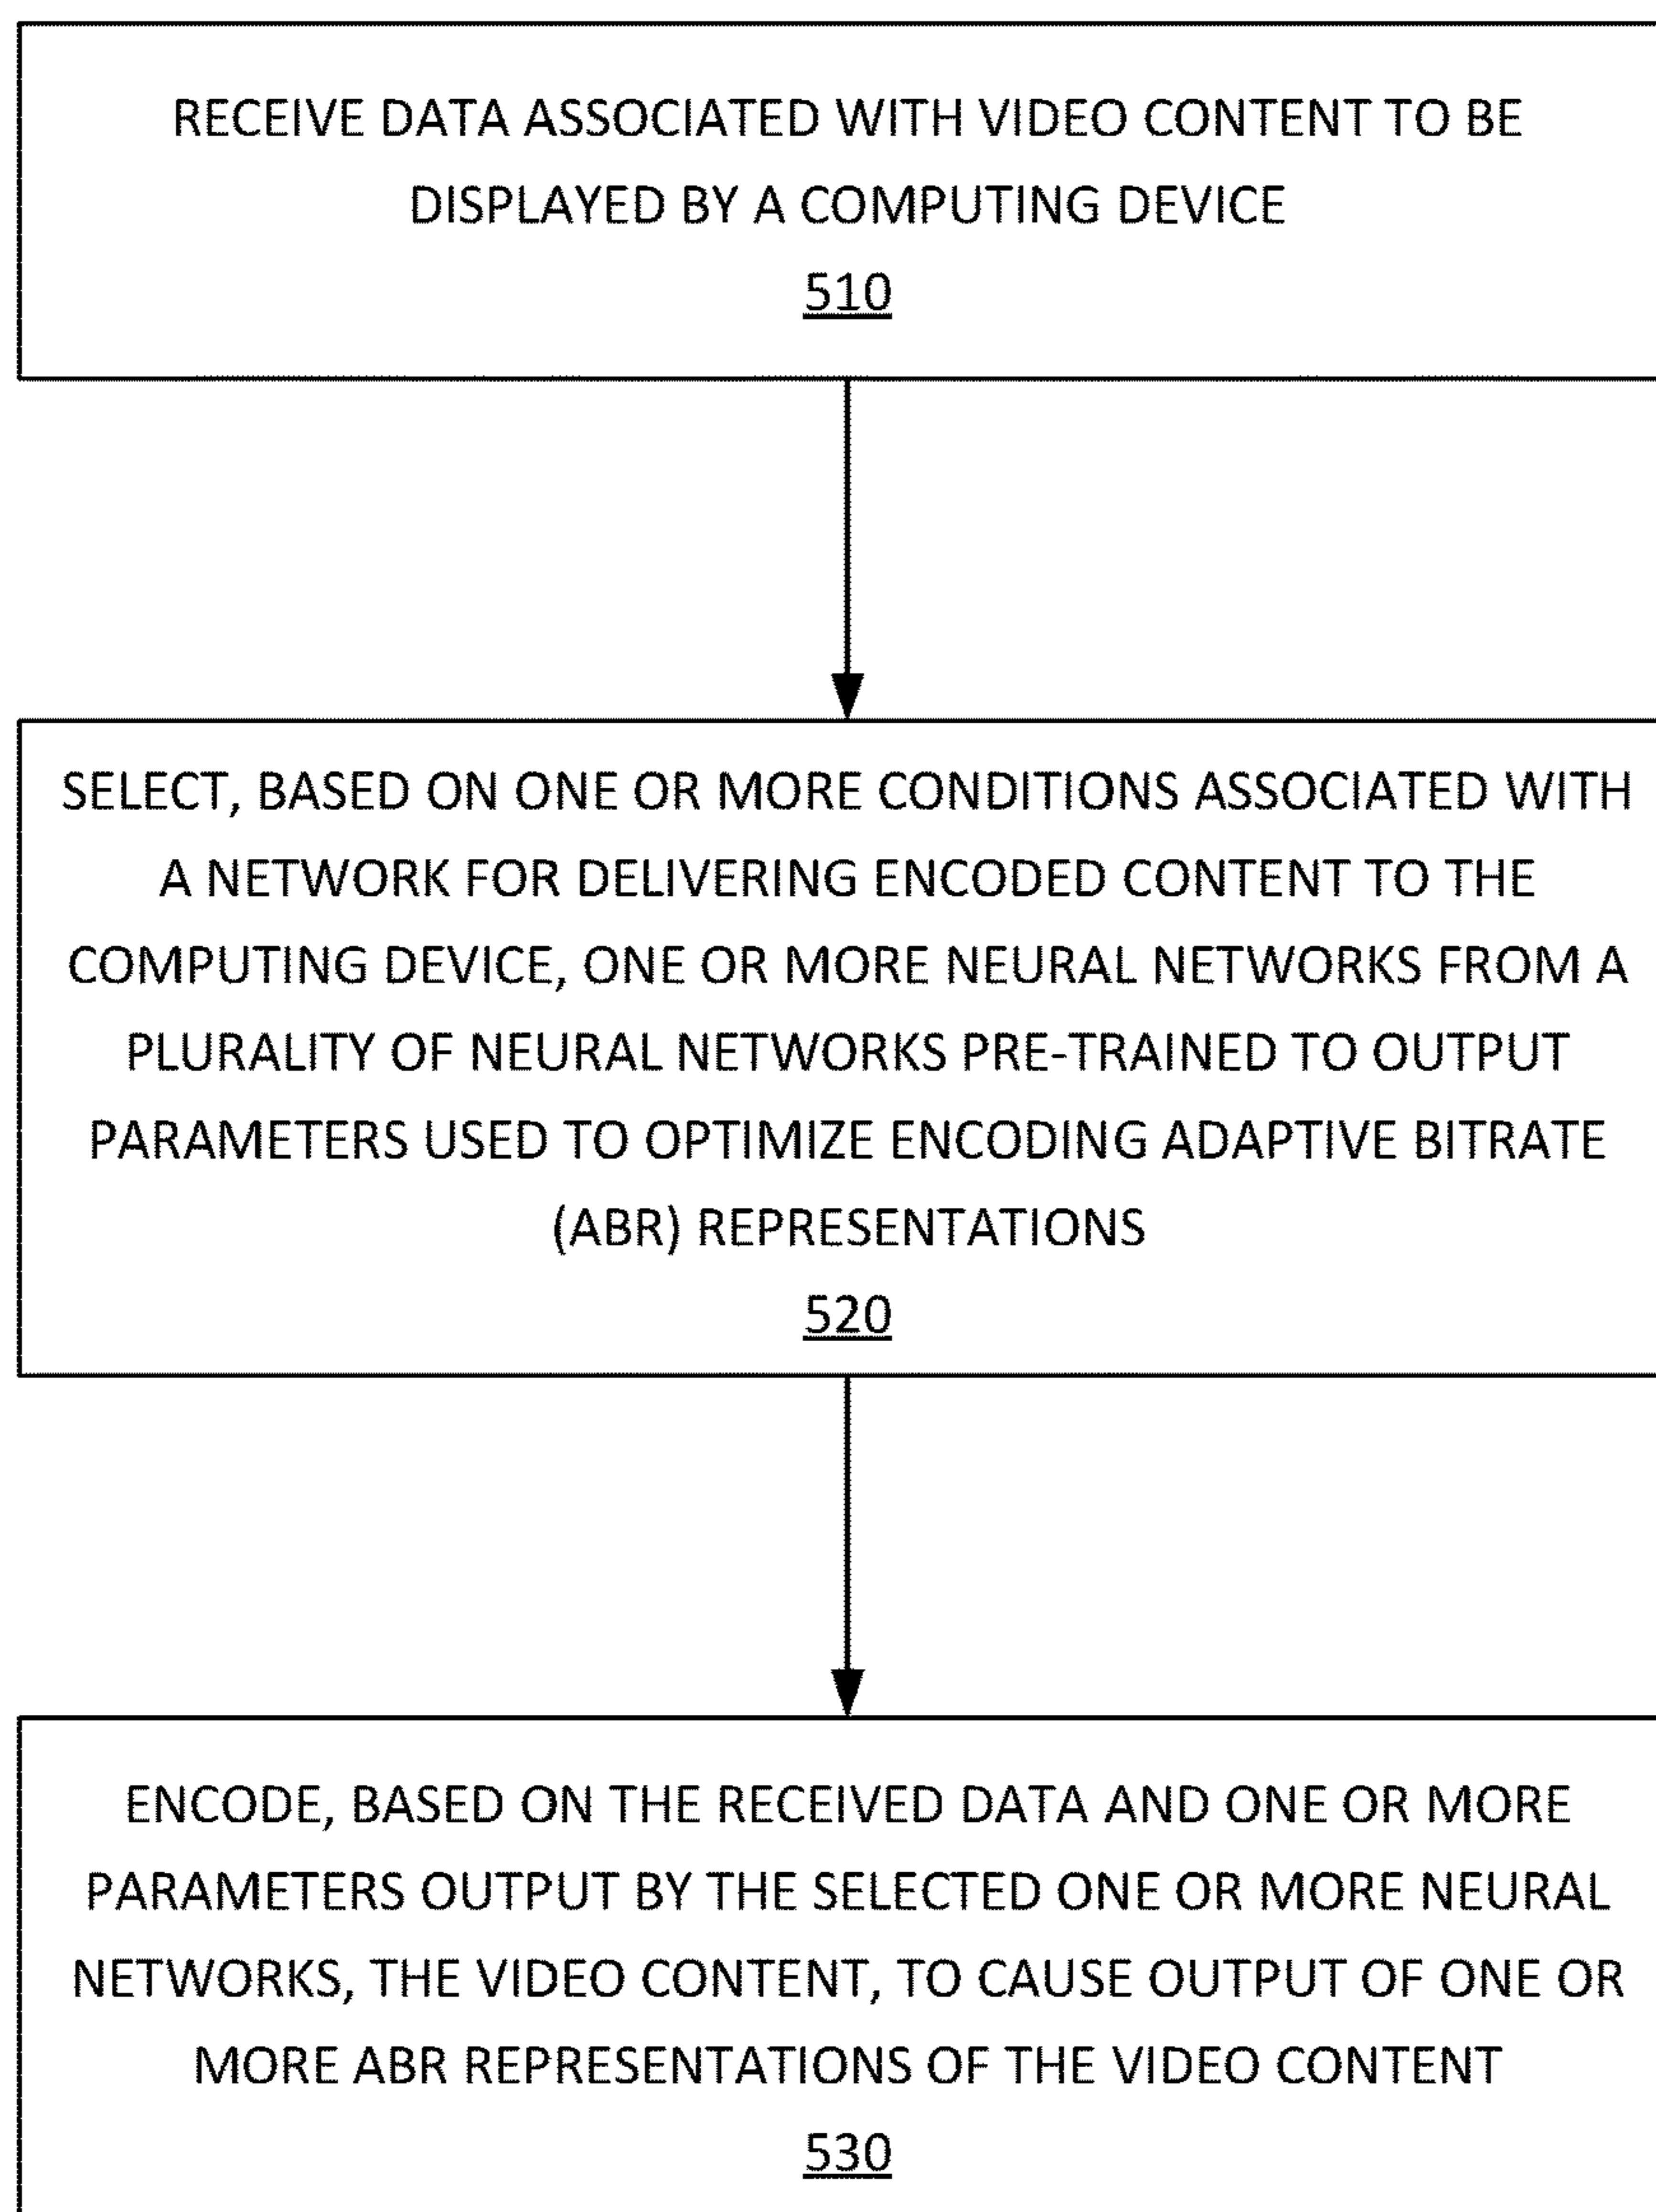 RECEIVE DATA ASSOCIATED WITH VIDEO CONTENT TO BE
DISPLAYED BY A COMPUTING DEVICE
510
SELECT, BASED ON ONE OR MORE CONDITIONS ASSOCIATED WITH
A NETWORK FOR DELIVERING ENCODED CONTENT TO THE
COMPUTING DEVICE, ONE OR MORE NEURAL NETWORKS FROM A
PLURALITY OF NEURAL NETWORKS PRE-TRAINED TO OUTPUT
PARAMETERS USED TO OPTIMIZE ENCODING ADAPTIVE BITRATE
(ABR) REPRESENTATIONS
520
ENCODE, BASED ON THE RECEIVED DATA AND ONE OR MORE
PARAMETERS OUTPUT BY THE SELECTED ONE OR MORE NEURAL
NETWORKS, THE VIDEO CONTENT, TO CAUSE OUTPUT OF ONE OR
MORE ABR REPRESENTATIONS OF THE VIDEO CONTENT
530